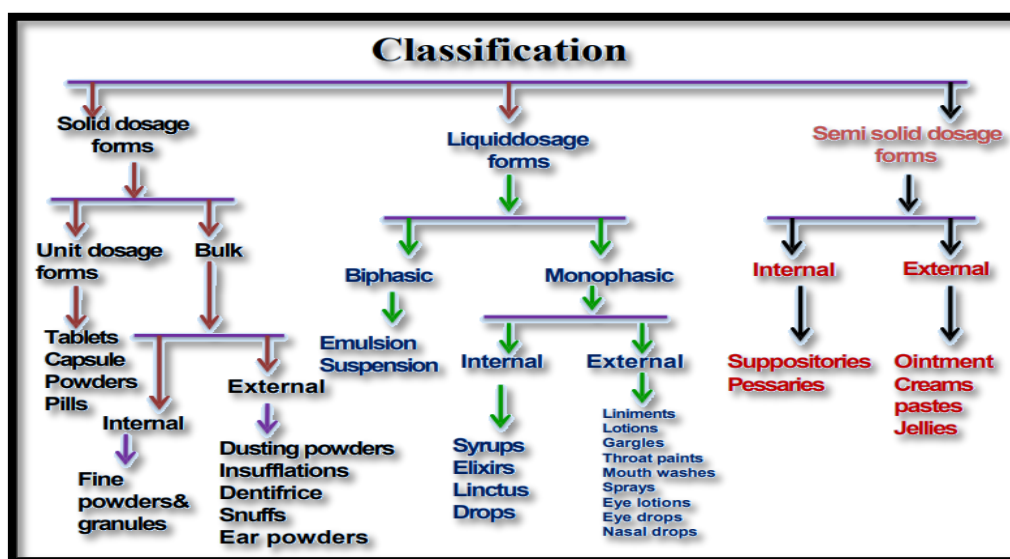 Classification
Solid dosage
forms
Unit dosage
forms
Tablets
Capsule
Powders
Pills
Bulk
Internal
Fine
powders&
granules
External
Dusting powders
Insufflations
Dentifrice
Snuffs
Ear powders
Liquiddosage
forms
Biphasic
Emulsion
Suspension
Monophasic
Internal
Syrups
Elixirs
Linctus
Drops
External
Liniments
Lotions
Gargles
Throat paints
Mouth washes
Sprays
Eye lotions
Eye drops
Nasal drops
Semi solid dosage
forms
Internal
Suppositories
Pessaries
External
Ointment
Creams
pastes
Jellies